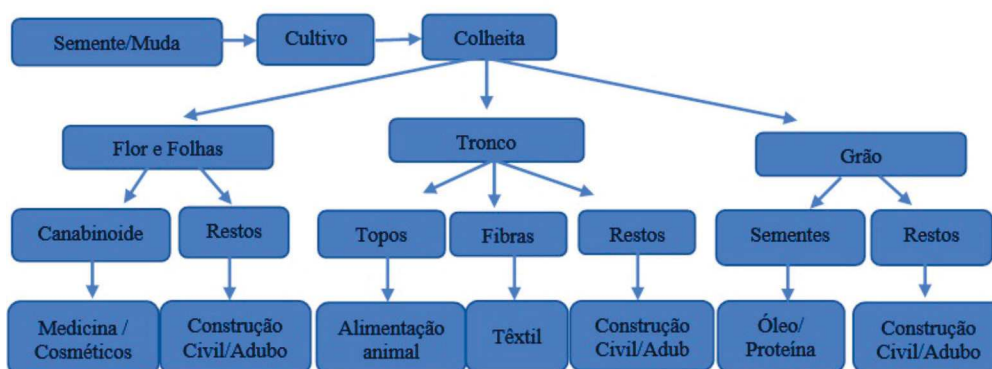 Semente/Muda
Cultivo
Colheita
Flor e Folhas
Tronco
Grão
Canabinoide
Restos
Topos
Fibras
Restos
Sementes
Restos
Medicina /
Cosméticos
Construção
Civil/Adubo
Alimentação
animal
Têxtil
Construção
Civil/Adub
Óleo/
Proteína
Construção
Civil/Adubo